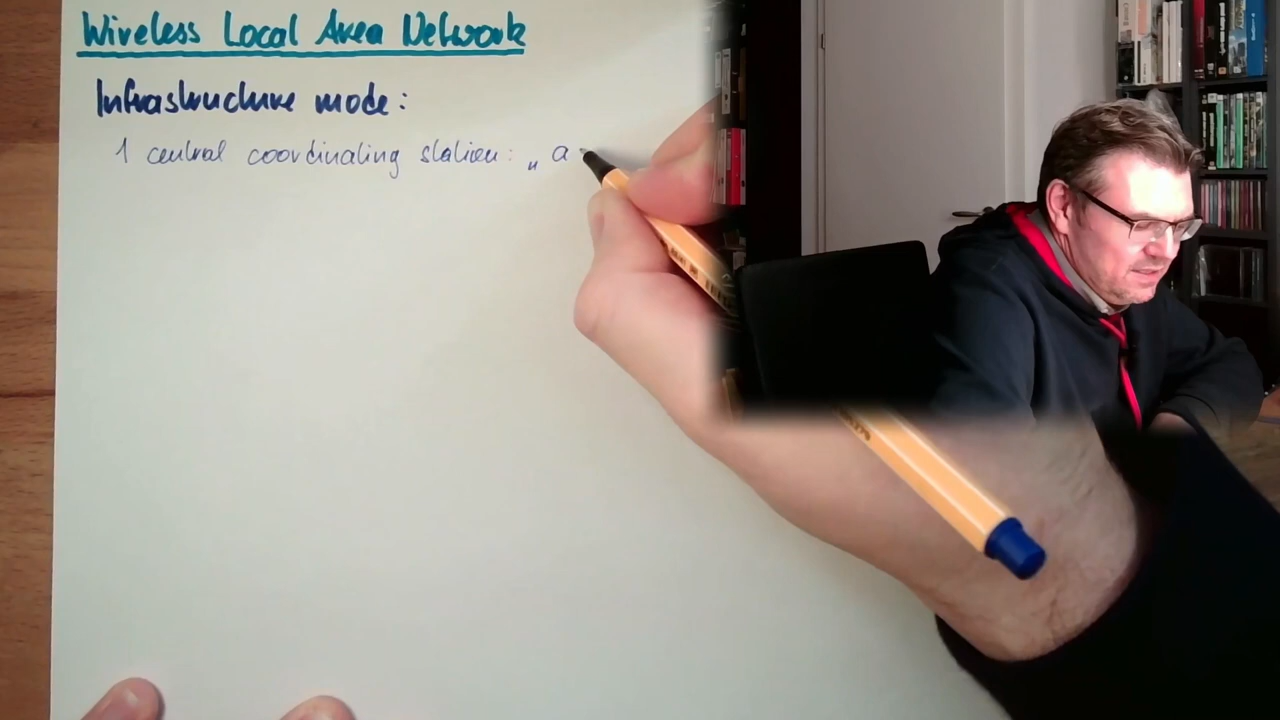 Wireless Local Area Network
Infrastructure mode:
1 central coordinating station: „ a